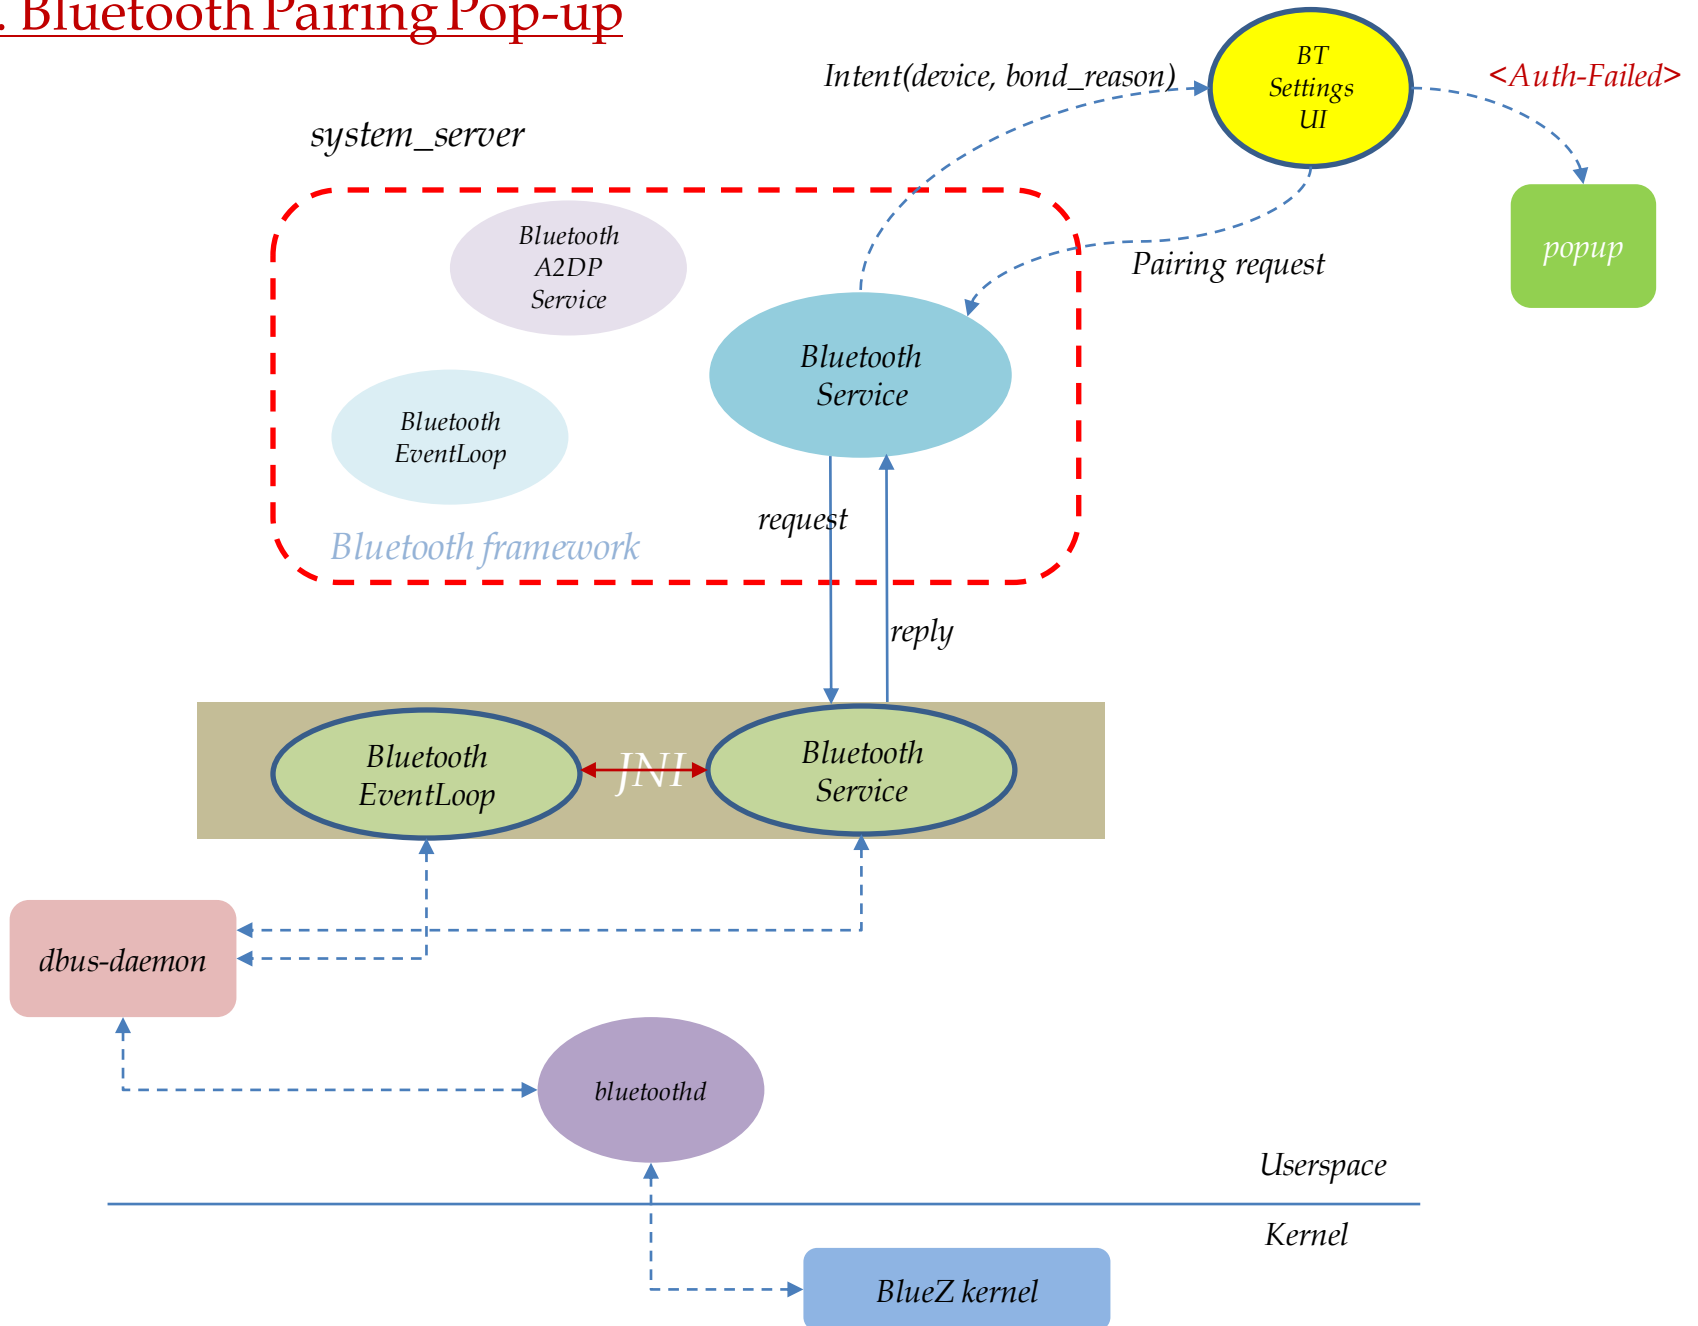 . Bluetooth Pairing Pop-up
BT
Settings
UI
Intent(device, bond_reason)
<Auth-Failed>
system_server
popup
Pairing request
Bluetooth
A2DP
Service
Bluetooth
Service
Bluetooth
EventLoop
request
Bluetooth framework
reply
Bluetooth
EventLoop
JNI
Bluetooth
Service
dbus-daemon
bluetoothd
Userspace
Kernel
BlueZ kernel